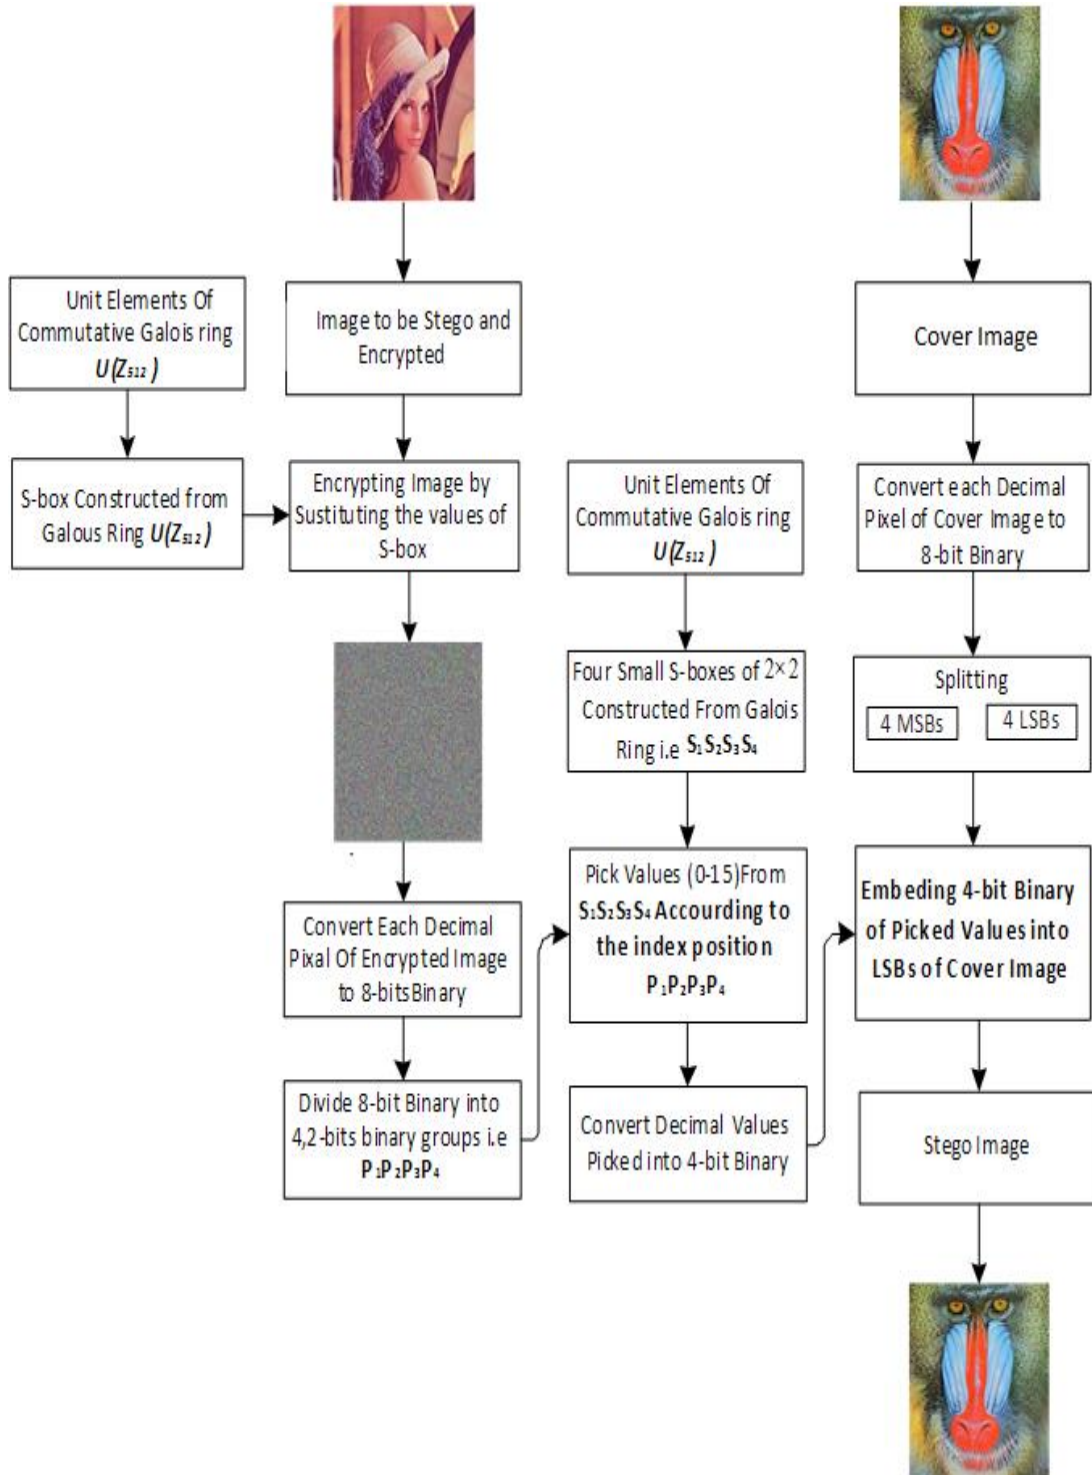 Unit Elements Of
Commutative Galois ring
U(Z₅₁₂ )
S-box Constructed from
Galous Ring U(Z₅₁₂)
Image to be Stego and
Encrypted
Encrypting Image by
Sustituting the values of
S-box
Convert Each Decimal
Pixal Of Encrypted Image
to 8-bitsBinary
Divide 8-bit Binary into
4,2-bits binary groups i.e
P₁P₂P₃P₄
Unit Elements Of
Commutative Galois ring
U(Z₅₁₂ )
Four Small S-boxes of 2×2
Constructed From Galois
Ring i.e S₁S₂S₃S₄
Pick Values (0-15)From
S₁S₂S₃S₄ Accourding to
the index position
P₁P₂P₃P₄
Convert Decimal Values
Picked into 4-bit Binary
Cover Image
Convert each Decimal
Pixel of Cover Image to
8-bit Binary
Splitting
4 MSBs 4 LSBs
Embeding 4-bit Binary
of Picked Values into
LSBs of Cover Image
Stego Image